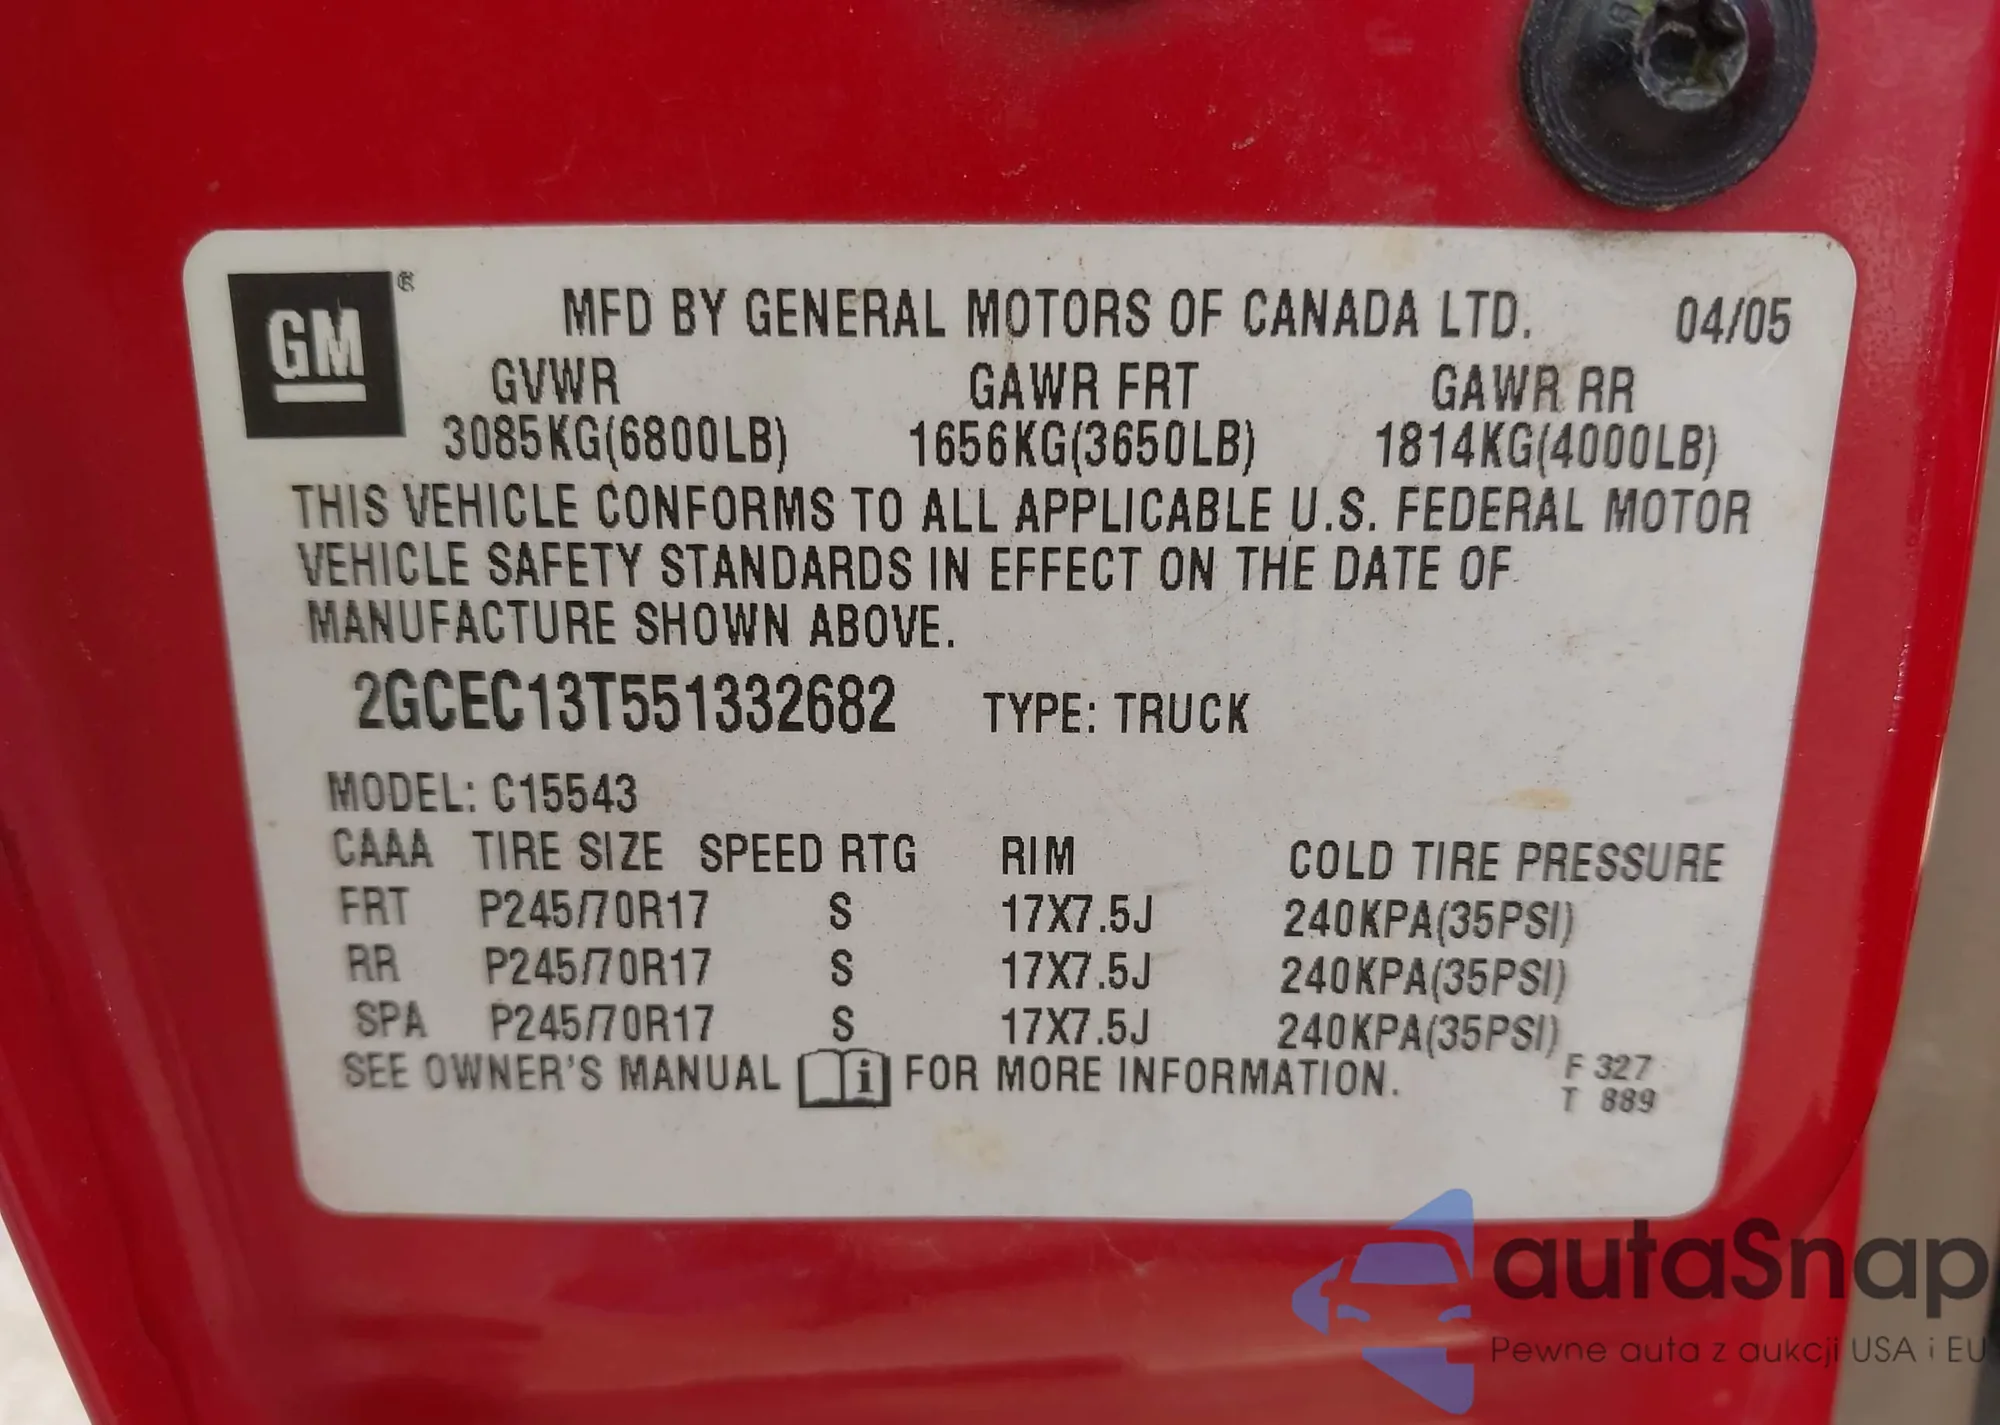 GM®
MFD BY GENERAL MOTORS OF CANADA LTD. 04/05
GVWR GAWR FRT GAWR RR
3085KG(6800LB) 1656KG(3650LB) 1814KG(4000LB)
THIS VEHICLE CONFORMS TO ALL APPLICABLE U.S. FEDERAL MOTOR
VEHICLE SAFETY STANDARDS IN EFFECT ON THE DATE OF
MANUFACTURE SHOWN ABOVE.
2GCEC13T551332682 TYPE: TRUCK
MODEL: C15543
CAAA TIRE SIZE SPEED RTG RIM COLD TIRE PRESSURE
FRT P245/70R17 S 17X7.5J 240KPA(35PSI)
RR P245/70R17 S 17X7.5J 240KPA(35PSI)
SPA P245/70R17 S 17X7.5J 240KPA(35PSI)
SEE OWNER'S MANUAL i FOR MORE INFORMATION.
F 327
T 889
autaSnap
Pewne auta z aukcji USA i EU